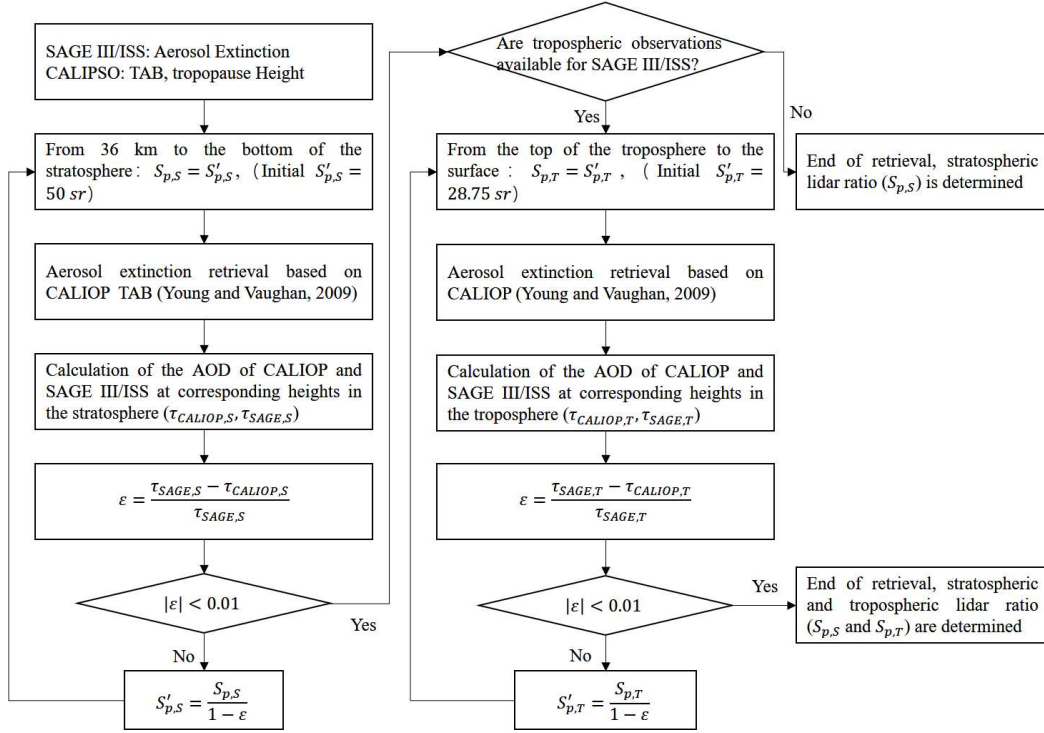 SAGE III/ISS: Aerosol Extinction
CALIPSO: TAB, tropopause Height
From 36 km to the bottom of the
stratosphere: S_{p,S} = S'_{p,S}, (Initial S'_{p,S} =
50 sr)
Aerosol extinction retrieval based on
CALIOP TAB (Young and Vaughan, 2009)
Calculation of the AOD of CALIOP and
SAGE III/ISS at corresponding heights in
the stratosphere (τ_{CALIOP,S}, τ_{SAGE,S})
ε = \frac{τ_{SAGE,S} − τ_{CALIOP,S}}{τ_{SAGE,S}}
|ε| < 0.01
Yes
No
S'_{p,S} = \frac{S_{p,S}}{1 − ε}
Are tropospheric observations
available for SAGE III/ISS?
Yes
No
From the top of the troposphere to the
surface: S_{p,T} = S'_{p,T}, (Initial S'_{p,T} =
28.75 sr)
Aerosol extinction retrieval based on
CALIOP (Young and Vaughan, 2009)
Calculation of the AOD of CALIOP and
SAGE III/ISS at corresponding heights in
the troposphere (τ_{CALIOP,T}, τ_{SAGE,T})
ε = \frac{τ_{SAGE,T} − τ_{CALIOP,T}}{τ_{SAGE,T}}
|ε| < 0.01
Yes
No
S'_{p,T} = \frac{S_{p,T}}{1 − ε}
End of retrieval, stratospheric
lidar ratio (S_{p,S}) is determined
End of retrieval, stratospheric
and tropospheric lidar ratio
(S_{p,S} and S_{p,T}) are determined